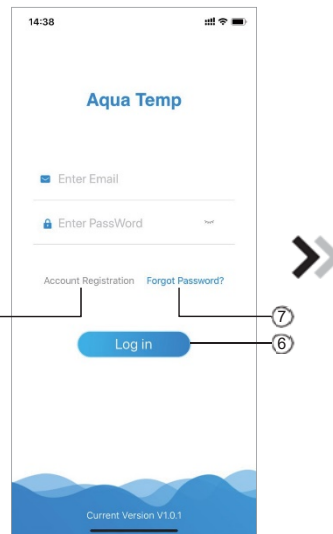 14:38
Aqua Temp
Enter Email
Enter PassWord
Account Registration Forgot Password?
7
Log in
6
Current Version V1.0.1